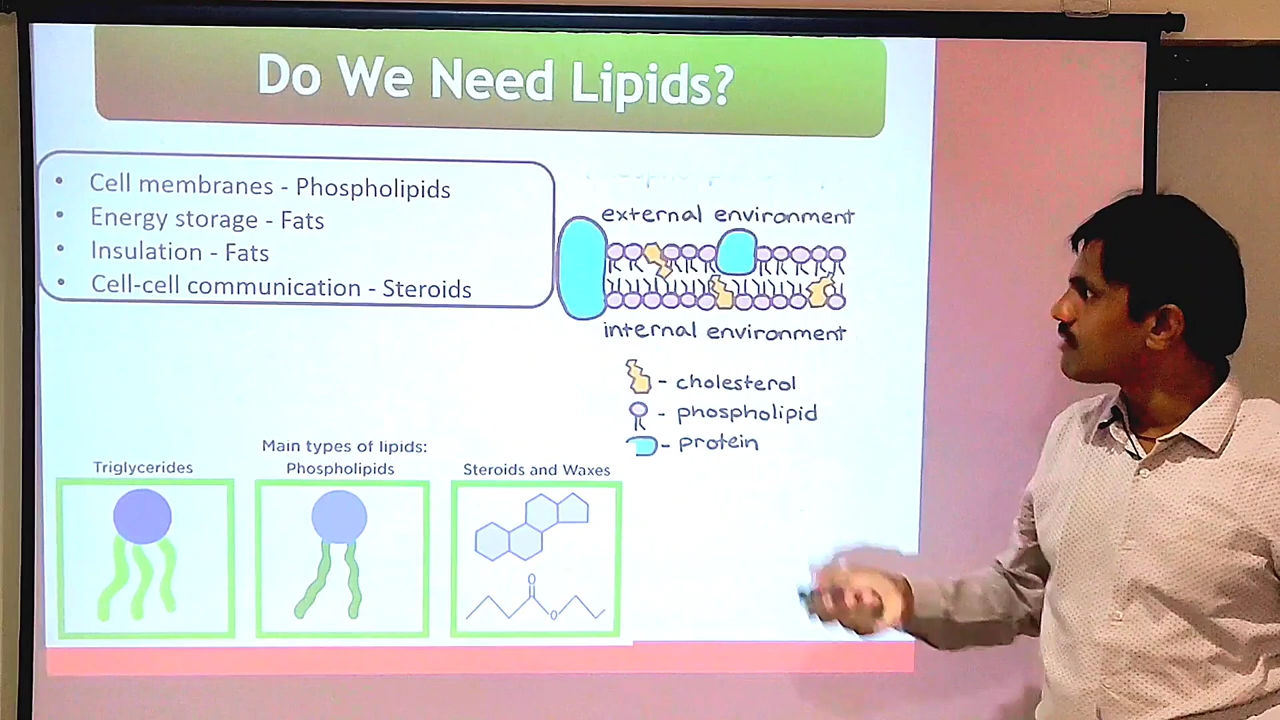 Do We Need Lipids?
• Cell membranes - Phospholipids
• Energy storage - Fats
• Insulation - Fats
• Cell-cell communication - Steroids
external environment
internal environment
- cholesterol
- phospholipid
- protein
Main types of lipids:
Triglycerides
Phospholipids
Steroids and Waxes
O
O